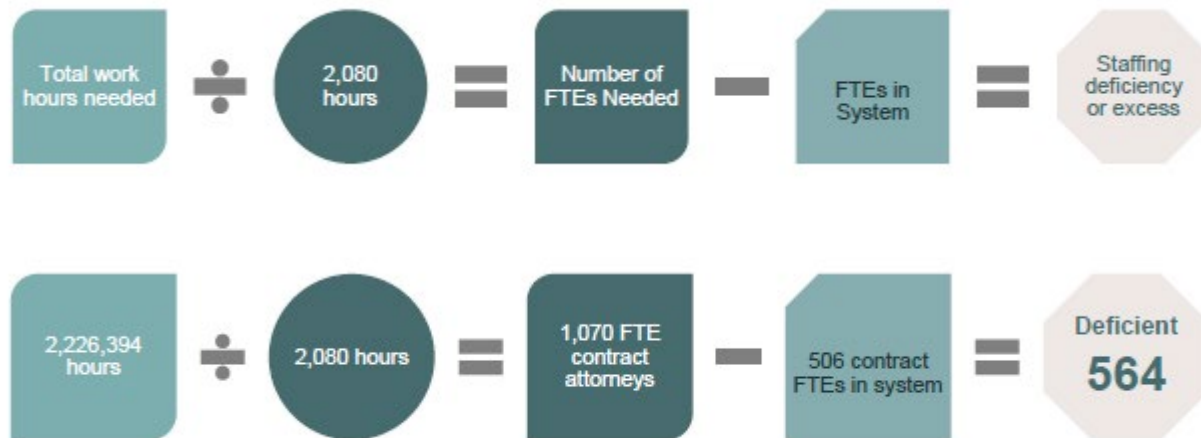 Total work
hours needed
2,080
hours
Number of
FTEs Needed
FTEs in
System
Staffing
deficiency
or excess
2,226,394
hours
2,080 hours
1,070 FTE
contract
attorneys
506 contract
FTEs in system
Deficient
564